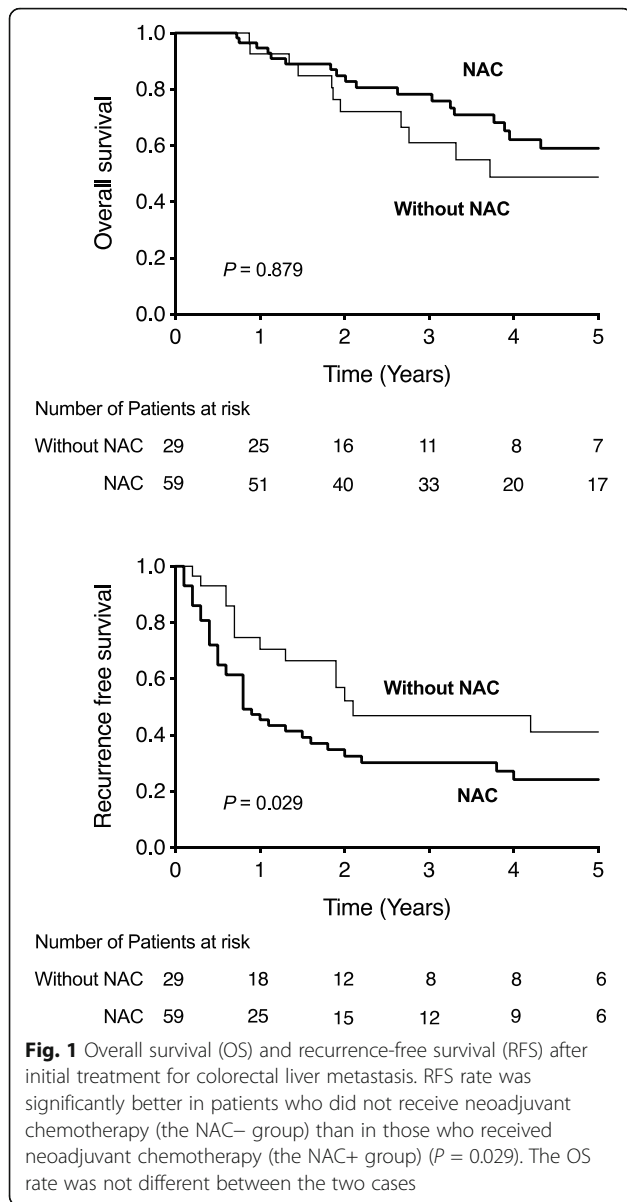 1.0
0.8
0.6
0.4
0.2
0.0
Overall survival
NAC
Without NAC
P = 0.879
0 1 2 3 4 5
Time (Years)
Number of Patients at risk
Without NAC 29 25 16 11 8 7
NAC 59 51 40 33 20 17
1.0
0.8
0.6
0.4
0.2
0.0
Recurrence free survival
Without NAC
NAC
P = 0.029
0 1 2 3 4 5
Time (Years)
Number of Patients at risk
Without NAC 29 18 12 8 8 6
NAC 59 25 15 12 9 6
Fig. 1 Overall survival (OS) and recurrence-free survival (RFS) after
initial treatment for colorectal liver metastasis. RFS rate was
significantly better in patients who did not receive neoadjuvant
chemotherapy (the NAC− group) than in those who received
neoadjuvant chemotherapy (the NAC+ group) (P = 0.029). The OS
rate was not different between the two cases